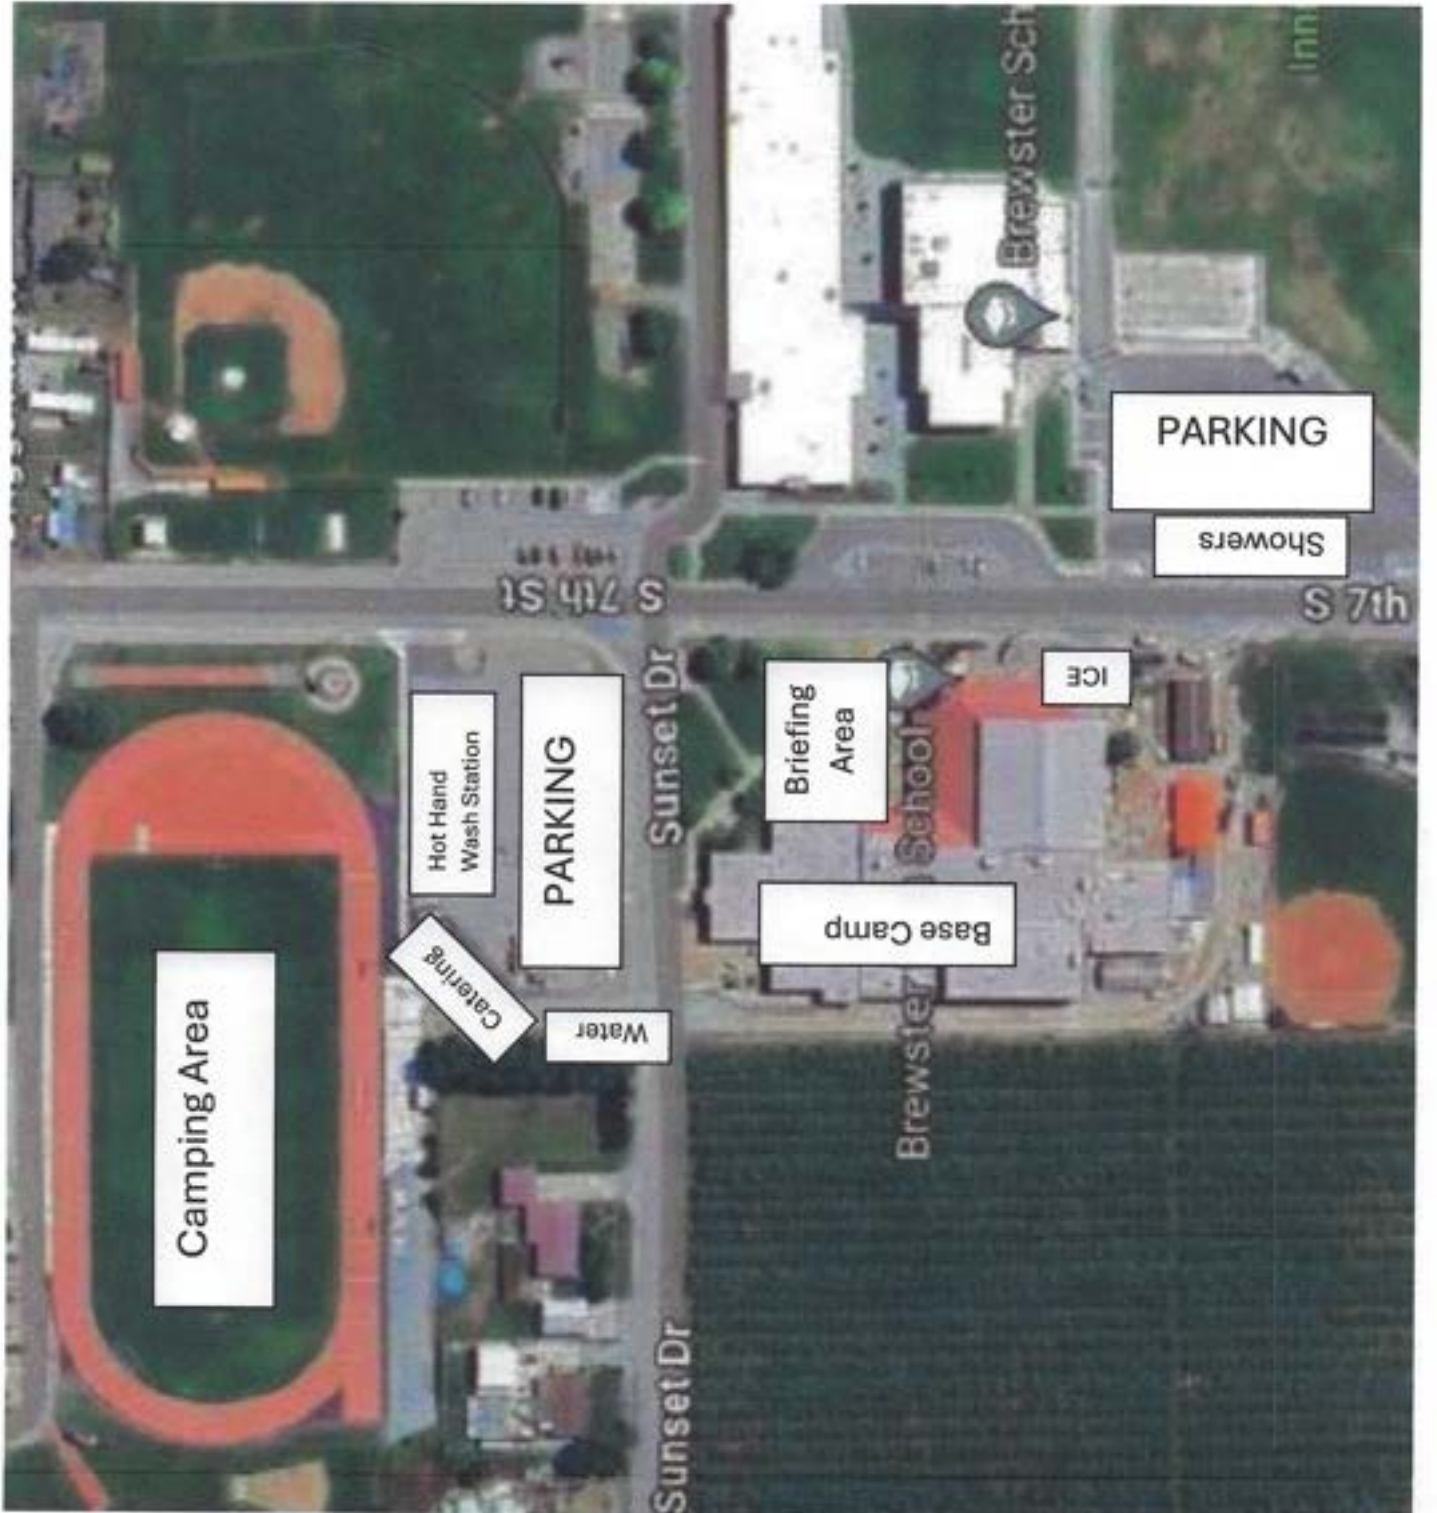 Brewster Sch
Inn
PARKING
Showers
S 7th St
S
S 7th
ICE
Briefing
Area
Hot Hand
Wash Station
PARKING
Sunset Dr
School
Base Camp
Brewster
Catering
Water
Camping Area
Sunset Dr